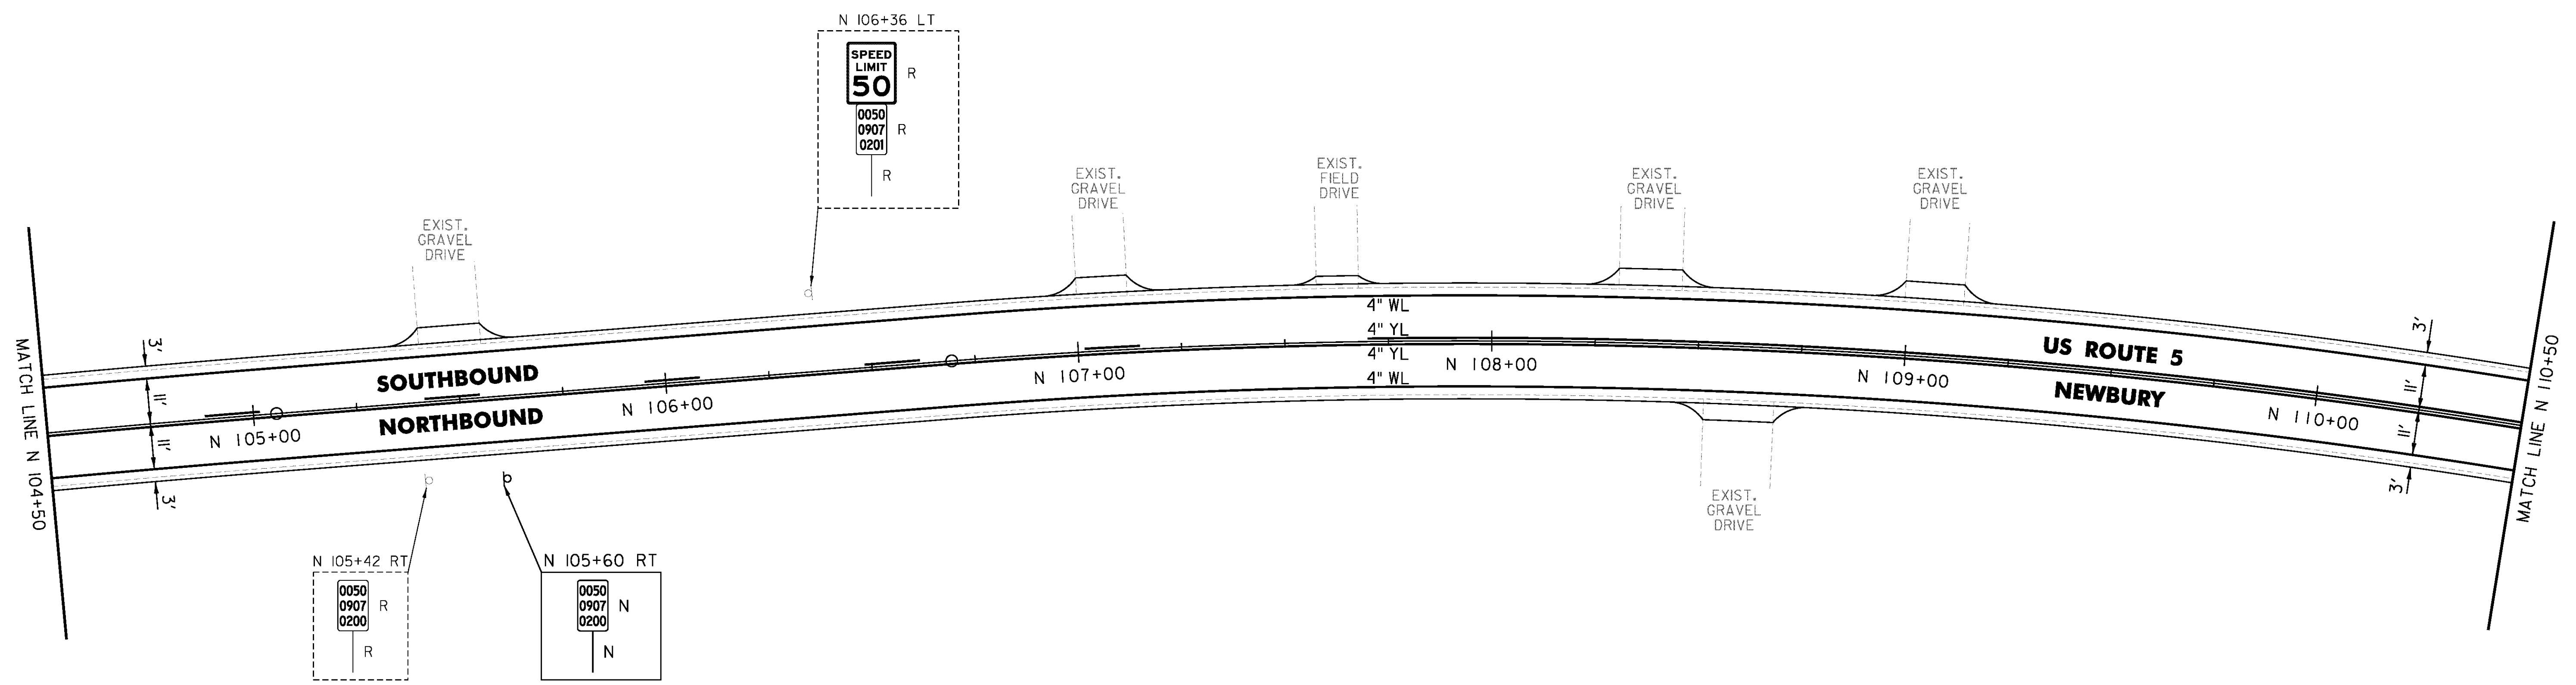 N 106+36 LT
SPEED
LIMIT
50
R
0050
0907
0201
R
R
EXIST.
GRAVEL
DRIVE
EXIST.
GRAVEL
DRIVE
EXIST.
FIELD
DRIVE
EXIST.
GRAVEL
DRIVE
EXIST.
GRAVEL
DRIVE
MATCH LINE N 104+50
3'
11'
11'
3'
SOUTHBOUND
NORTHBOUND
N 105+00
N 106+00
N 107+00
4" WL
4" YL
4" YL
4" WL
N 108+00
N 109+00
US ROUTE 5
NEWBURY
N 110+00
3'
11'
11'
3'
MATCH LINE N 110+50
EXIST.
GRAVEL
DRIVE
N 105+42 RT
0050
0907
0200
R
R
N 105+60 RT
0050
0907
0200
N
N